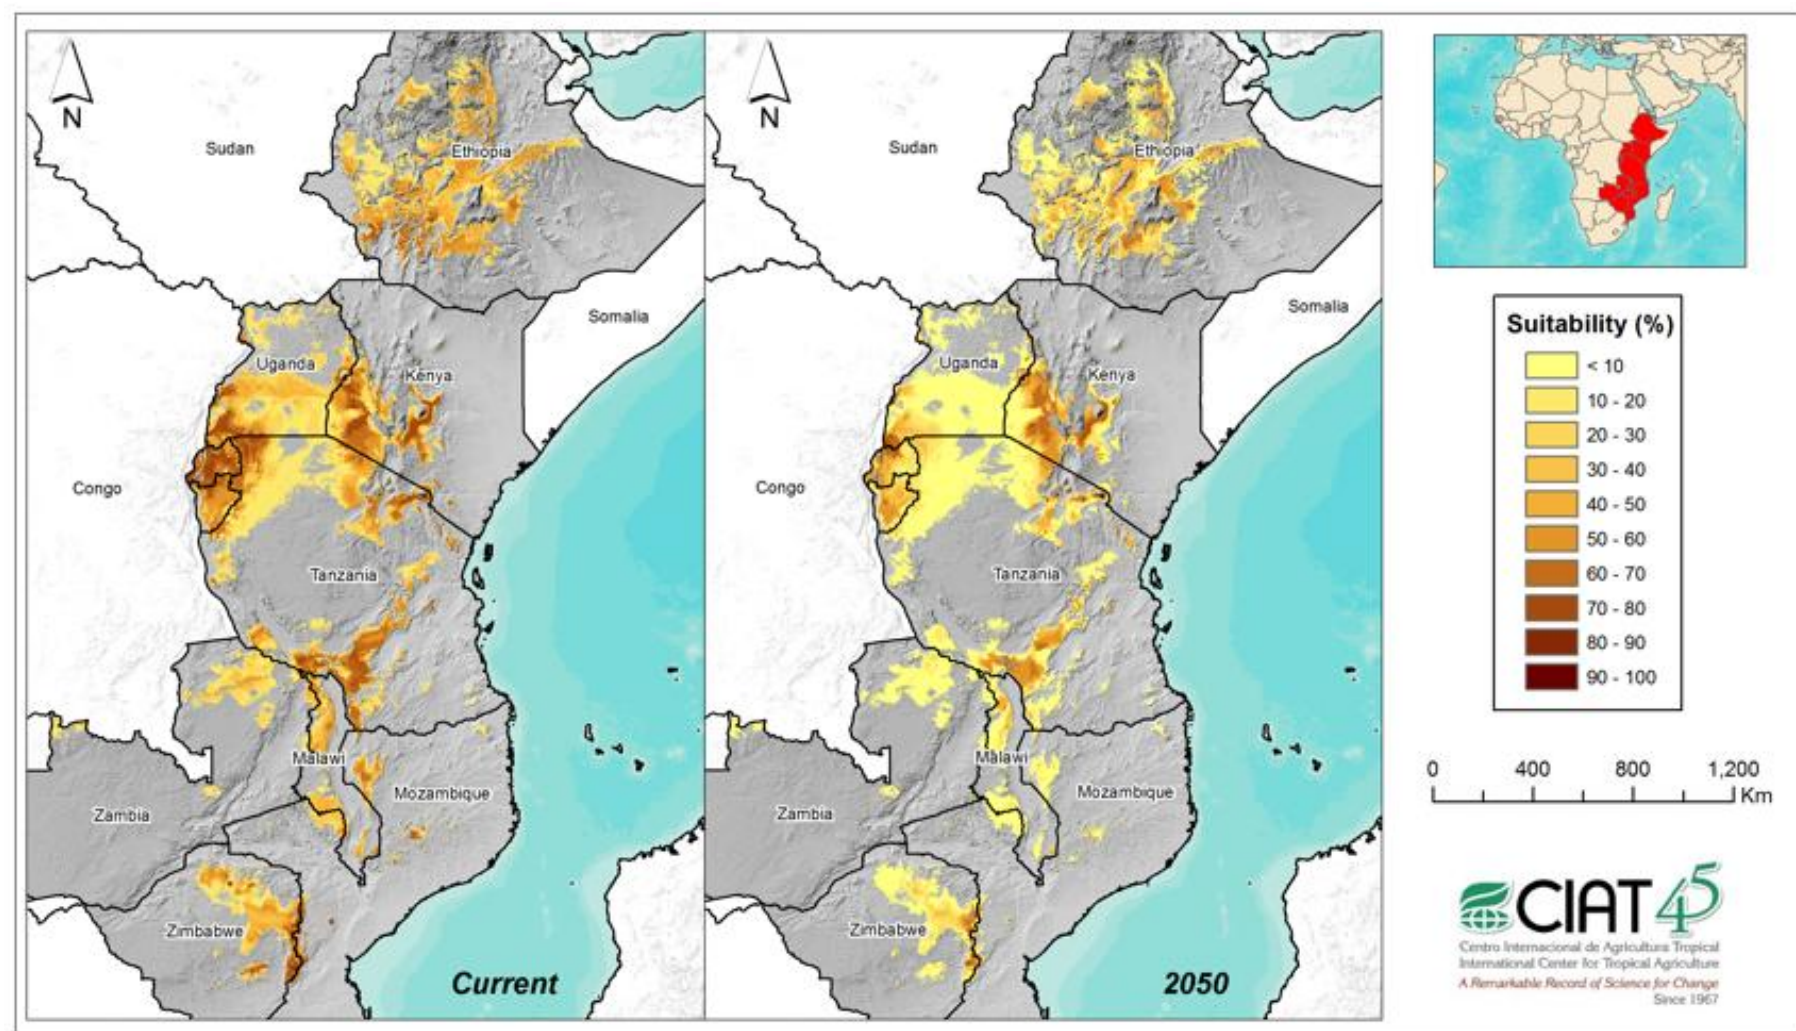 N
Sudan
Ethiopia
Somalia
Uganda
Kenya
Congo
Tanzania
Malawi
Mozambique
Zambia
Zimbabwe
Current
N
Sudan
Ethiopia
Somalia
Uganda
Kenya
Congo
Tanzania
Malawi
Mozambique
Zambia
Zimbabwe
2050
Suitability (%)
< 10
10 - 20
20 - 30
30 - 40
40 - 50
50 - 60
60 - 70
70 - 80
80 - 90
90 - 100
0 400 800 1,200
Km
CIAT 45
Centro Internacional de Agricultura Tropical
International Center for Tropical Agriculture
A Remarkable Record of Science for Change
Since 1967